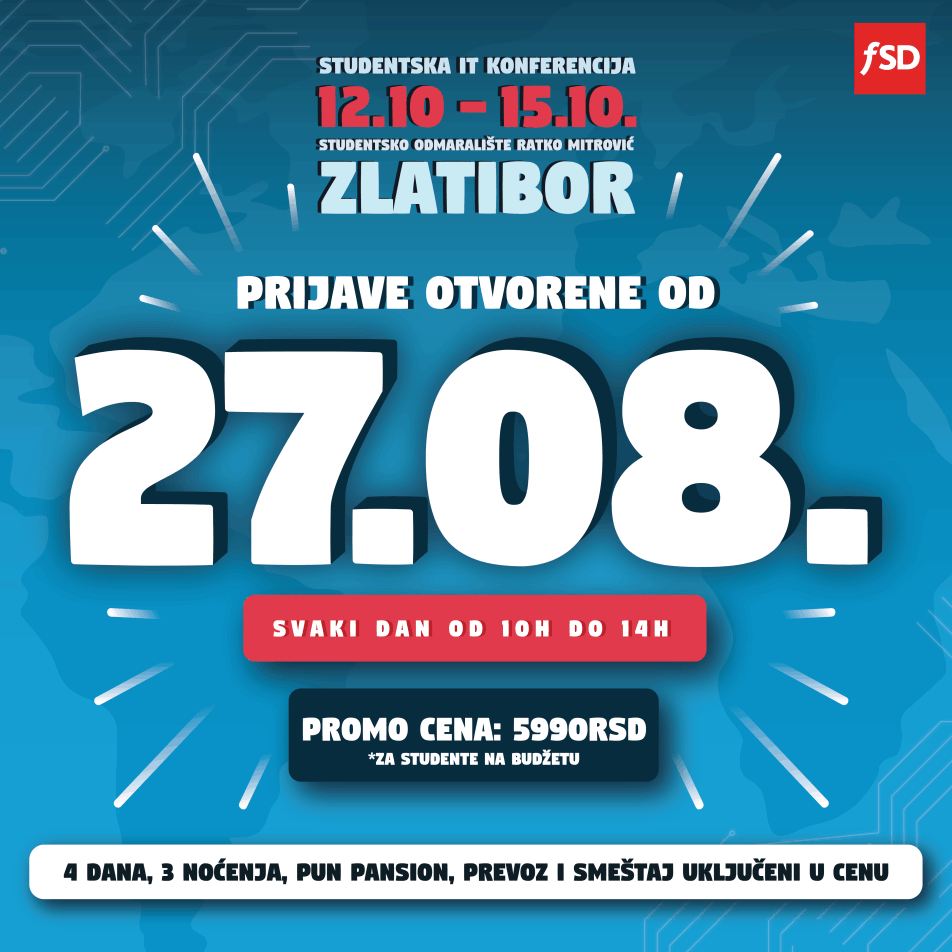 fSD
STUDENTSKA IT KONFERENCIJA
12.10 – 15.10.
STUDENTSKO ODMARALIŠTE RATKO MITROVIĆ
ZLATIBOR
PRIJAVE OTVORENE OD
27.08.
SVAKI DAN OD 10H DO 14H
PROMO CENA: 5990RSD
*ZA STUDENTE NA BUDŽETU
4 DANA, 3 NOĆENJA, PUN PANSION, PREVOZ I SMEŠTAJ UKLJUČENI U CENU